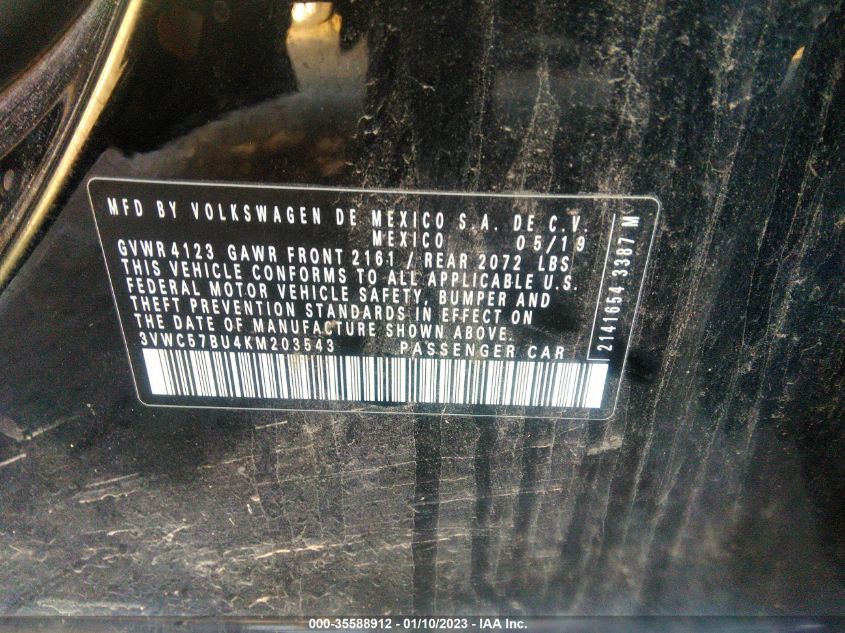 MFD BY VOLKSWAGEN DE MEXICO S.A. DE C.V.
MEXICO 05/19
GVWR 4123 GAWR FRONT 2161 / REAR 2072 LBS
THIS VEHICLE CONFORMS TO ALL APPLICABLE U.S.
FEDERAL MOTOR VEHICLE SAFETY, BUMPER AND
THEFT PREVENTION STANDARDS IN EFFECT ON
THE DATE OF MANUFACTURE SHOWN ABOVE.
3VWC57BU4KM203543 PASSENGER CAR
2141654 3387 M
000-35588912 - 01/10/2023 - IAA Inc.